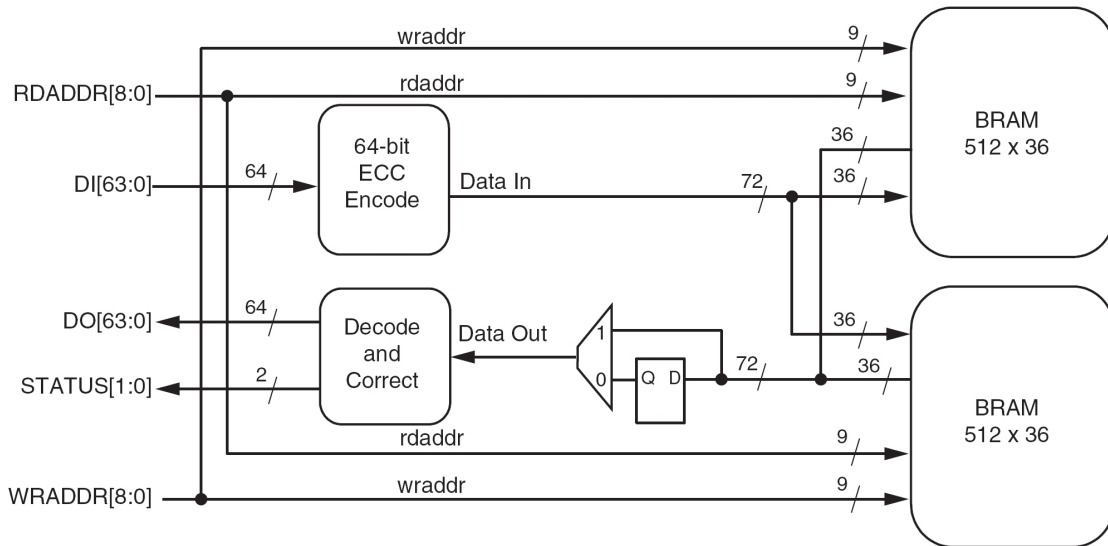 wraddr
9
RDADDR[8:0]
rdaddr
9
BRAM
512 x 36
64-bit
ECC
Encode
36
DI[63:0]
64
Data In
72
36
DO[63:0]
64
Decode
and
Correct
Data Out
1
0
Q D
72
36
36
STATUS[1:0]
2
BRAM
512 x 36
rdaddr
9
WRADDR[8:0]
wraddr
9